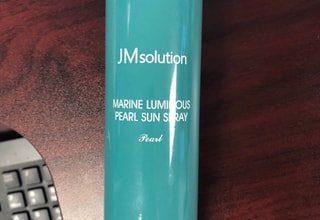 JMsolution
MARINE LUMINOUS
PEARL SUN SPRAY
Pearl